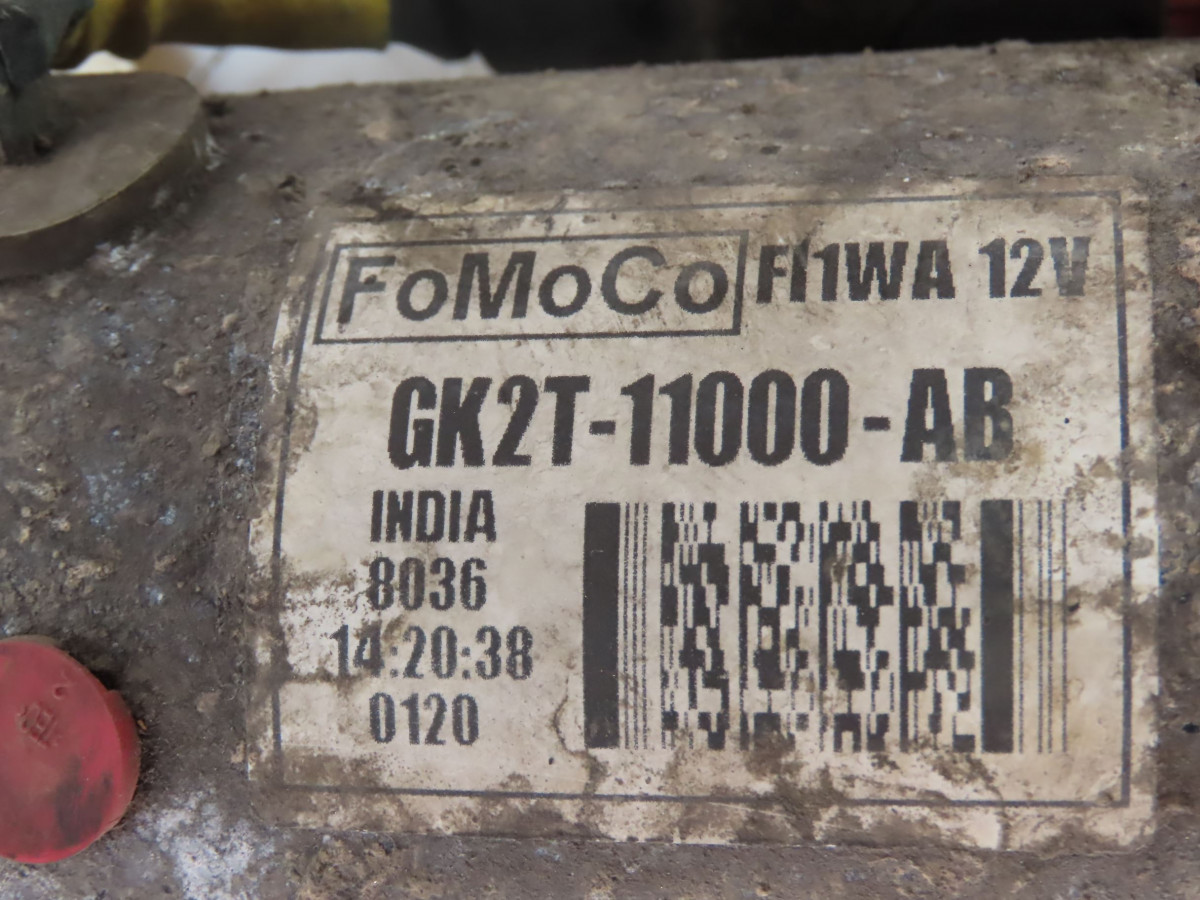 FoMoCo FI1WA 12V
GK2T-11000-AB
INDIA
8036
14:20:38
0120